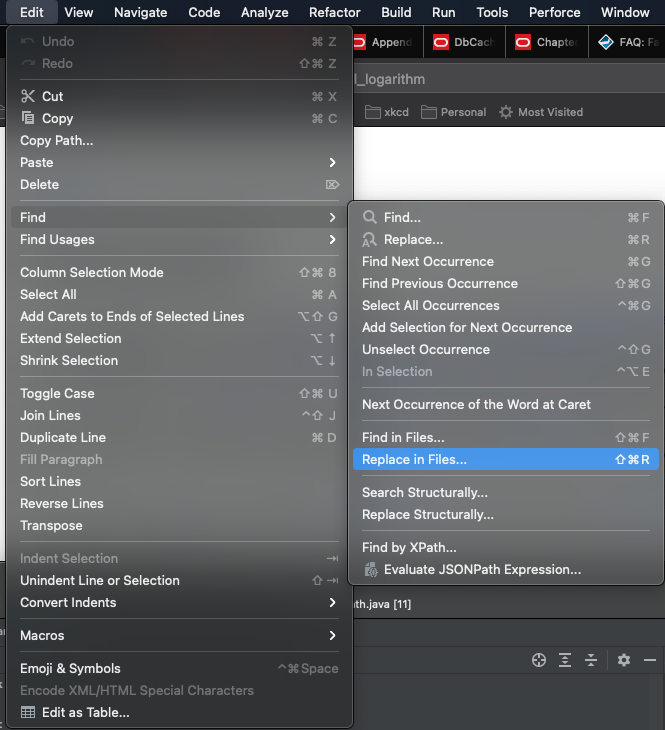 Edit View Navigate Code Analyze Refactor Build Run Tools Perforce Window
Undo ⌘ Z
Redo ⇧⌘ Z
Cut ⌘ X
Copy ⌘ C
Copy Path...
Paste
Delete ⌦
Find
Find Usages
Column Selection Mode ⇧⌘ 8
Select All ⌘ A
Add Carets to Ends of Selected Lines ⌥⇧ G
Extend Selection ⌥ ↑
Shrink Selection ⌥ ↓
Toggle Case ⇧⌘ U
Join Lines ^⇧ J
Duplicate Line ⌘ D
Fill Paragraph
Sort Lines
Reverse Lines
Transpose
Indent Selection ⇥
Unindent Line or Selection ⇧ ⇥
Convert Indents
Macros
Emoji & Symbols ^⌘Space
Encode XML/HTML Special Characters
Edit as Table...
Append DbCach Chapter FAQ: Fa
l_logarithm
xkcd Personal Most Visited
Find... ⌘ F
Replace... ⌘ R
Find Next Occurrence ⌘ G
Find Previous Occurrence ⇧⌘ G
Select All Occurrences ^⌘ G
Add Selection for Next Occurrence
Unselect Occurrence ^⇧ G
In Selection ^⌥ E
Next Occurrence of the Word at Caret
Find in Files... ⇧⌘ F
Replace in Files... ⇧⌘ R
Search Structurally...
Replace Structurally...
Find by XPath...
Evaluate JSONPath Expression...
th.java [11]